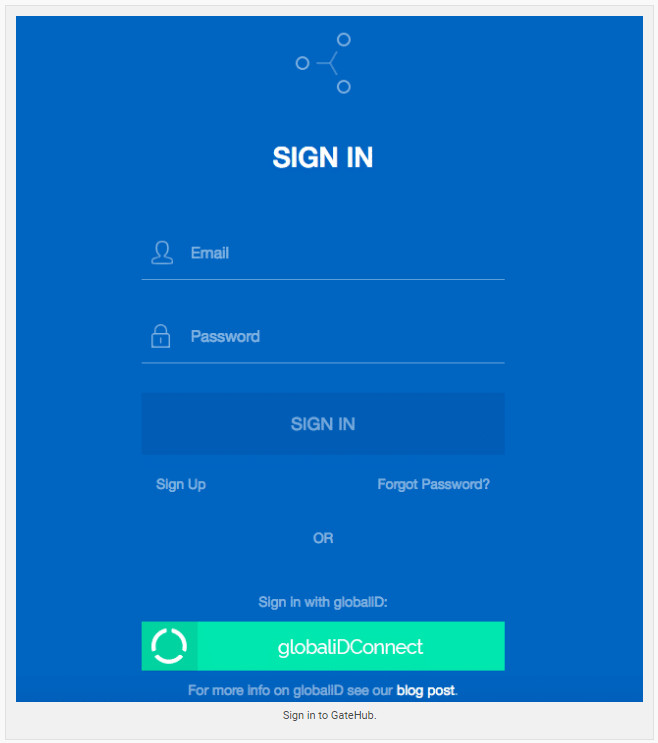 SIGN IN
Email
Password
SIGN IN
Sign Up Forgot Password?
OR
Sign in with globaliD:
globaliDConnect
For more info on globaliD see our blog post.
Sign in to GateHub.